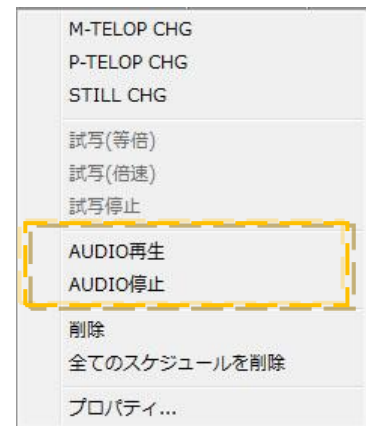 M-TELOP CHG
P-TELOP CHG
STILL CHG
試写(等倍)
試写(倍速)
試写停止
AUDIO再生
AUDIO停止
削除
全てのスケジュールを削除
プロパティ...